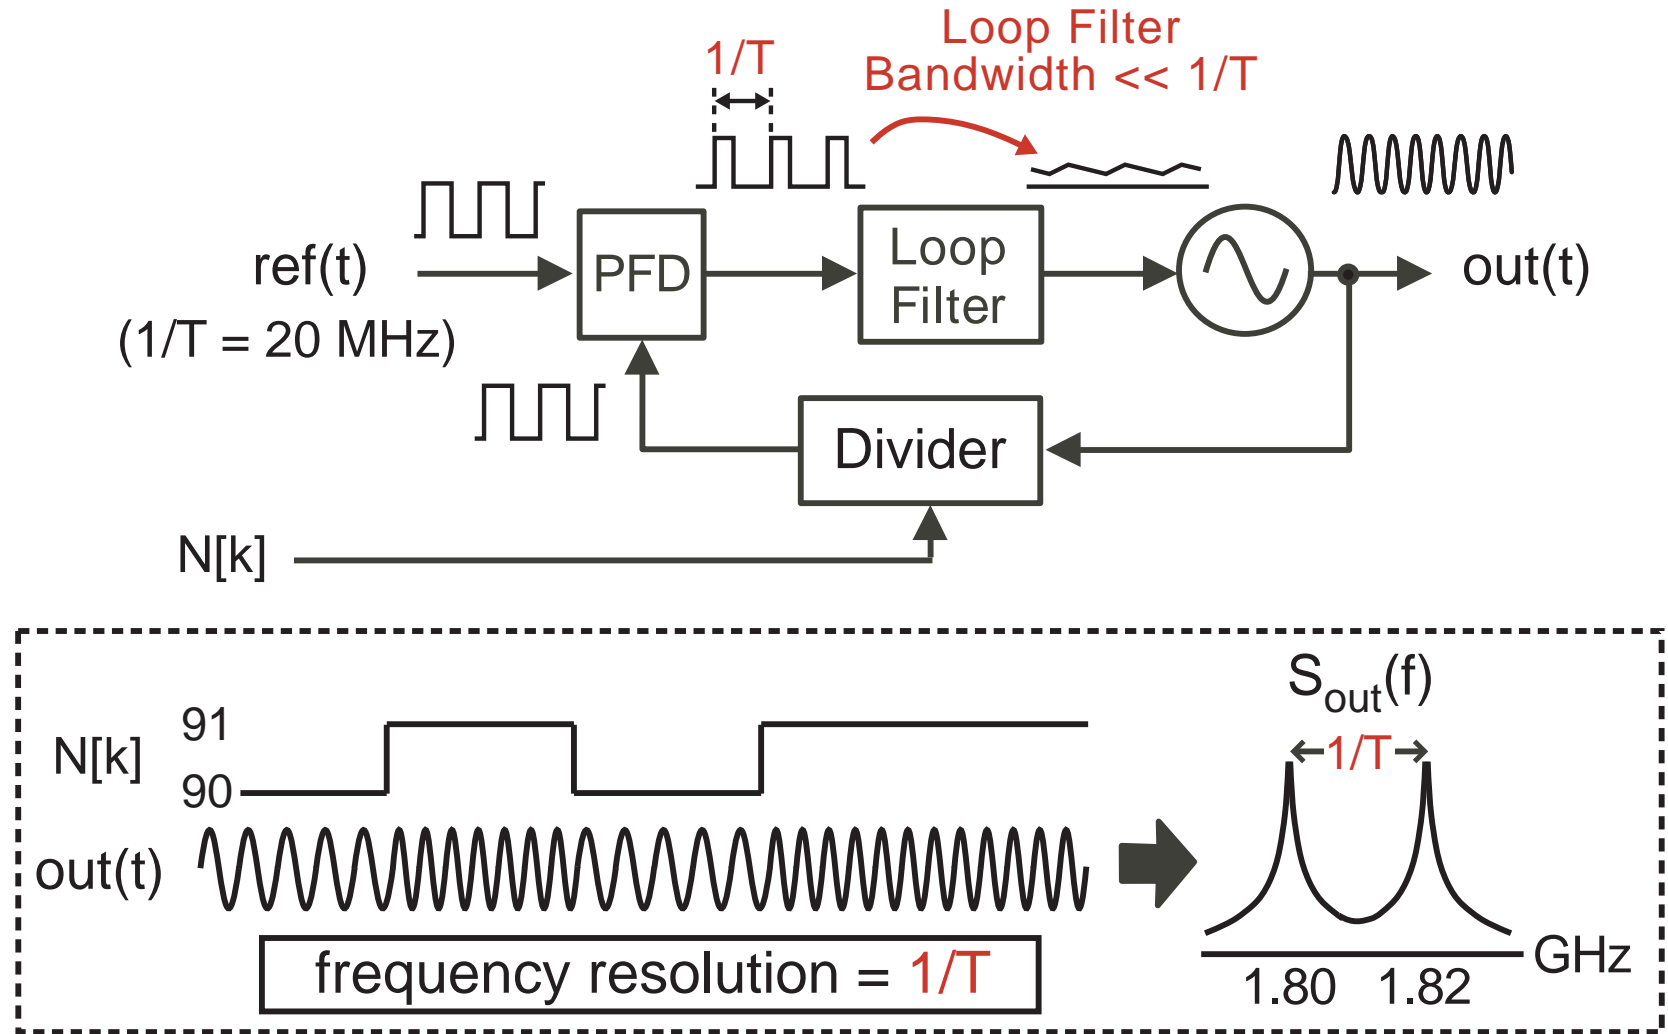 Loop Filter
Bandwidth << 1/T
1/T
ref(t)
(1/T = 20 MHz)
PFD
Loop
Filter
out(t)
Divider
N[k]
S_out(f)
1/T
91
N[k]
90
out(t)
frequency resolution = 1/T
GHz
1.80 1.82